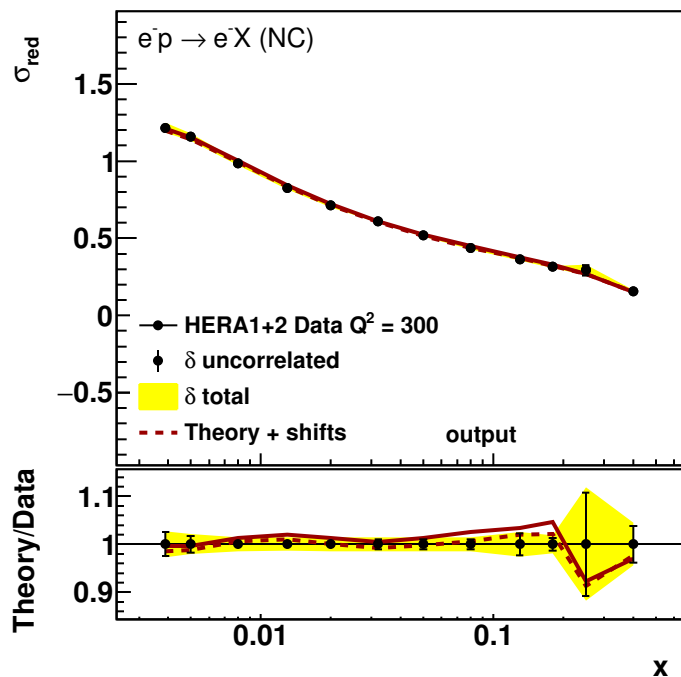 σred
e⁻p → e⁻X (NC)
1.5
1
0.5
0
−0.5
HERA1+2 Data Q² = 300
δ uncorrelated
δ total
Theory + shifts
output
Theory/Data
1.1
1
0.9
0.01
0.1
x